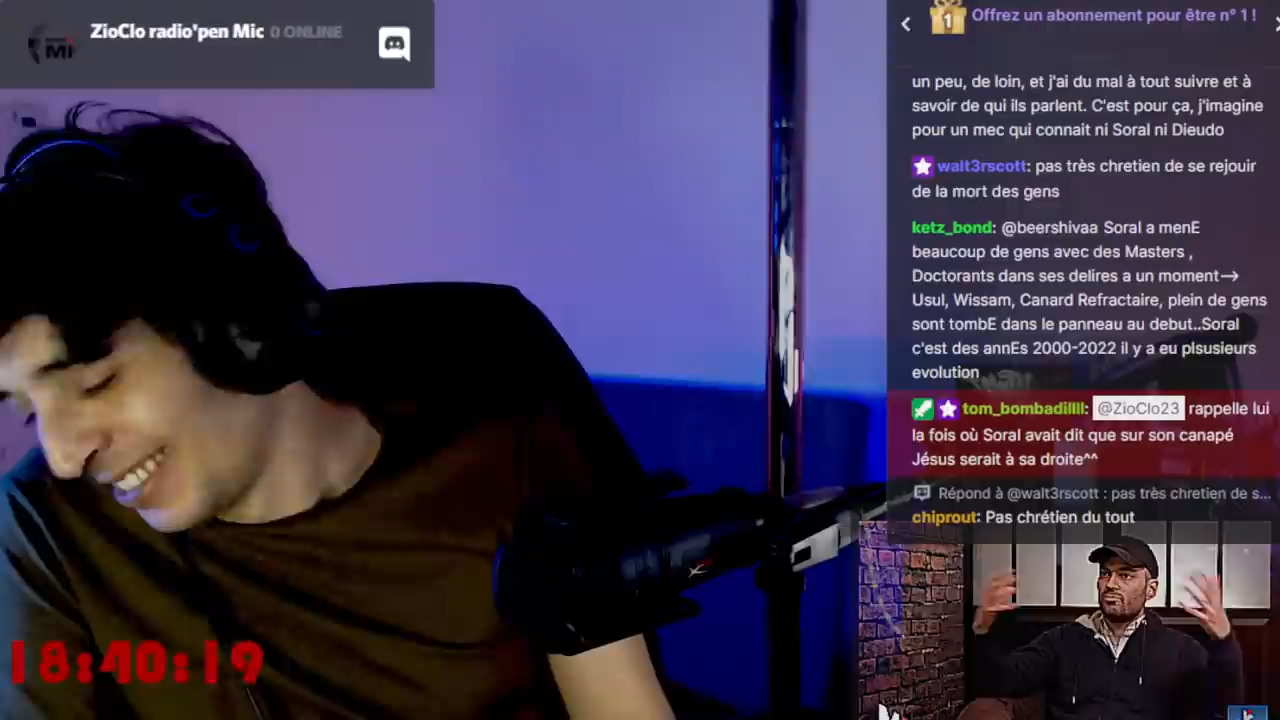 ZioClo radio'pen Mic 0 ONLINE
MI
Offrez un abonnement pour être n° 1 !
1
un peu, de loin, et j'ai du mal à tout suivre et à
savoir de qui ils parlent. C'est pour ça, j'imagine
pour un mec qui connait ni Soral ni Dieudo
walt3rscott: pas très chretien de se rejouir
de la mort des gens
ketz_bond: @beershivaa Soral a menE
beaucoup de gens avec des Masters ,
Doctorants dans ses delires a un moment-->
Usul, Wissam, Canard Refractaire, plein de gens
sont tombE dans le panneau au debut..Soral
c'est des annEs 2000-2022 il y a eu plsusieurs
evolution
tom_bombadillll: @ZioClo23 rappelle lui
la fois où Soral avait dit que sur son canapé
Jésus serait à sa droite^^
Répond à @walt3rscott : pas très chretien de s...
chiprout: Pas chrétien du tout
18:40:19